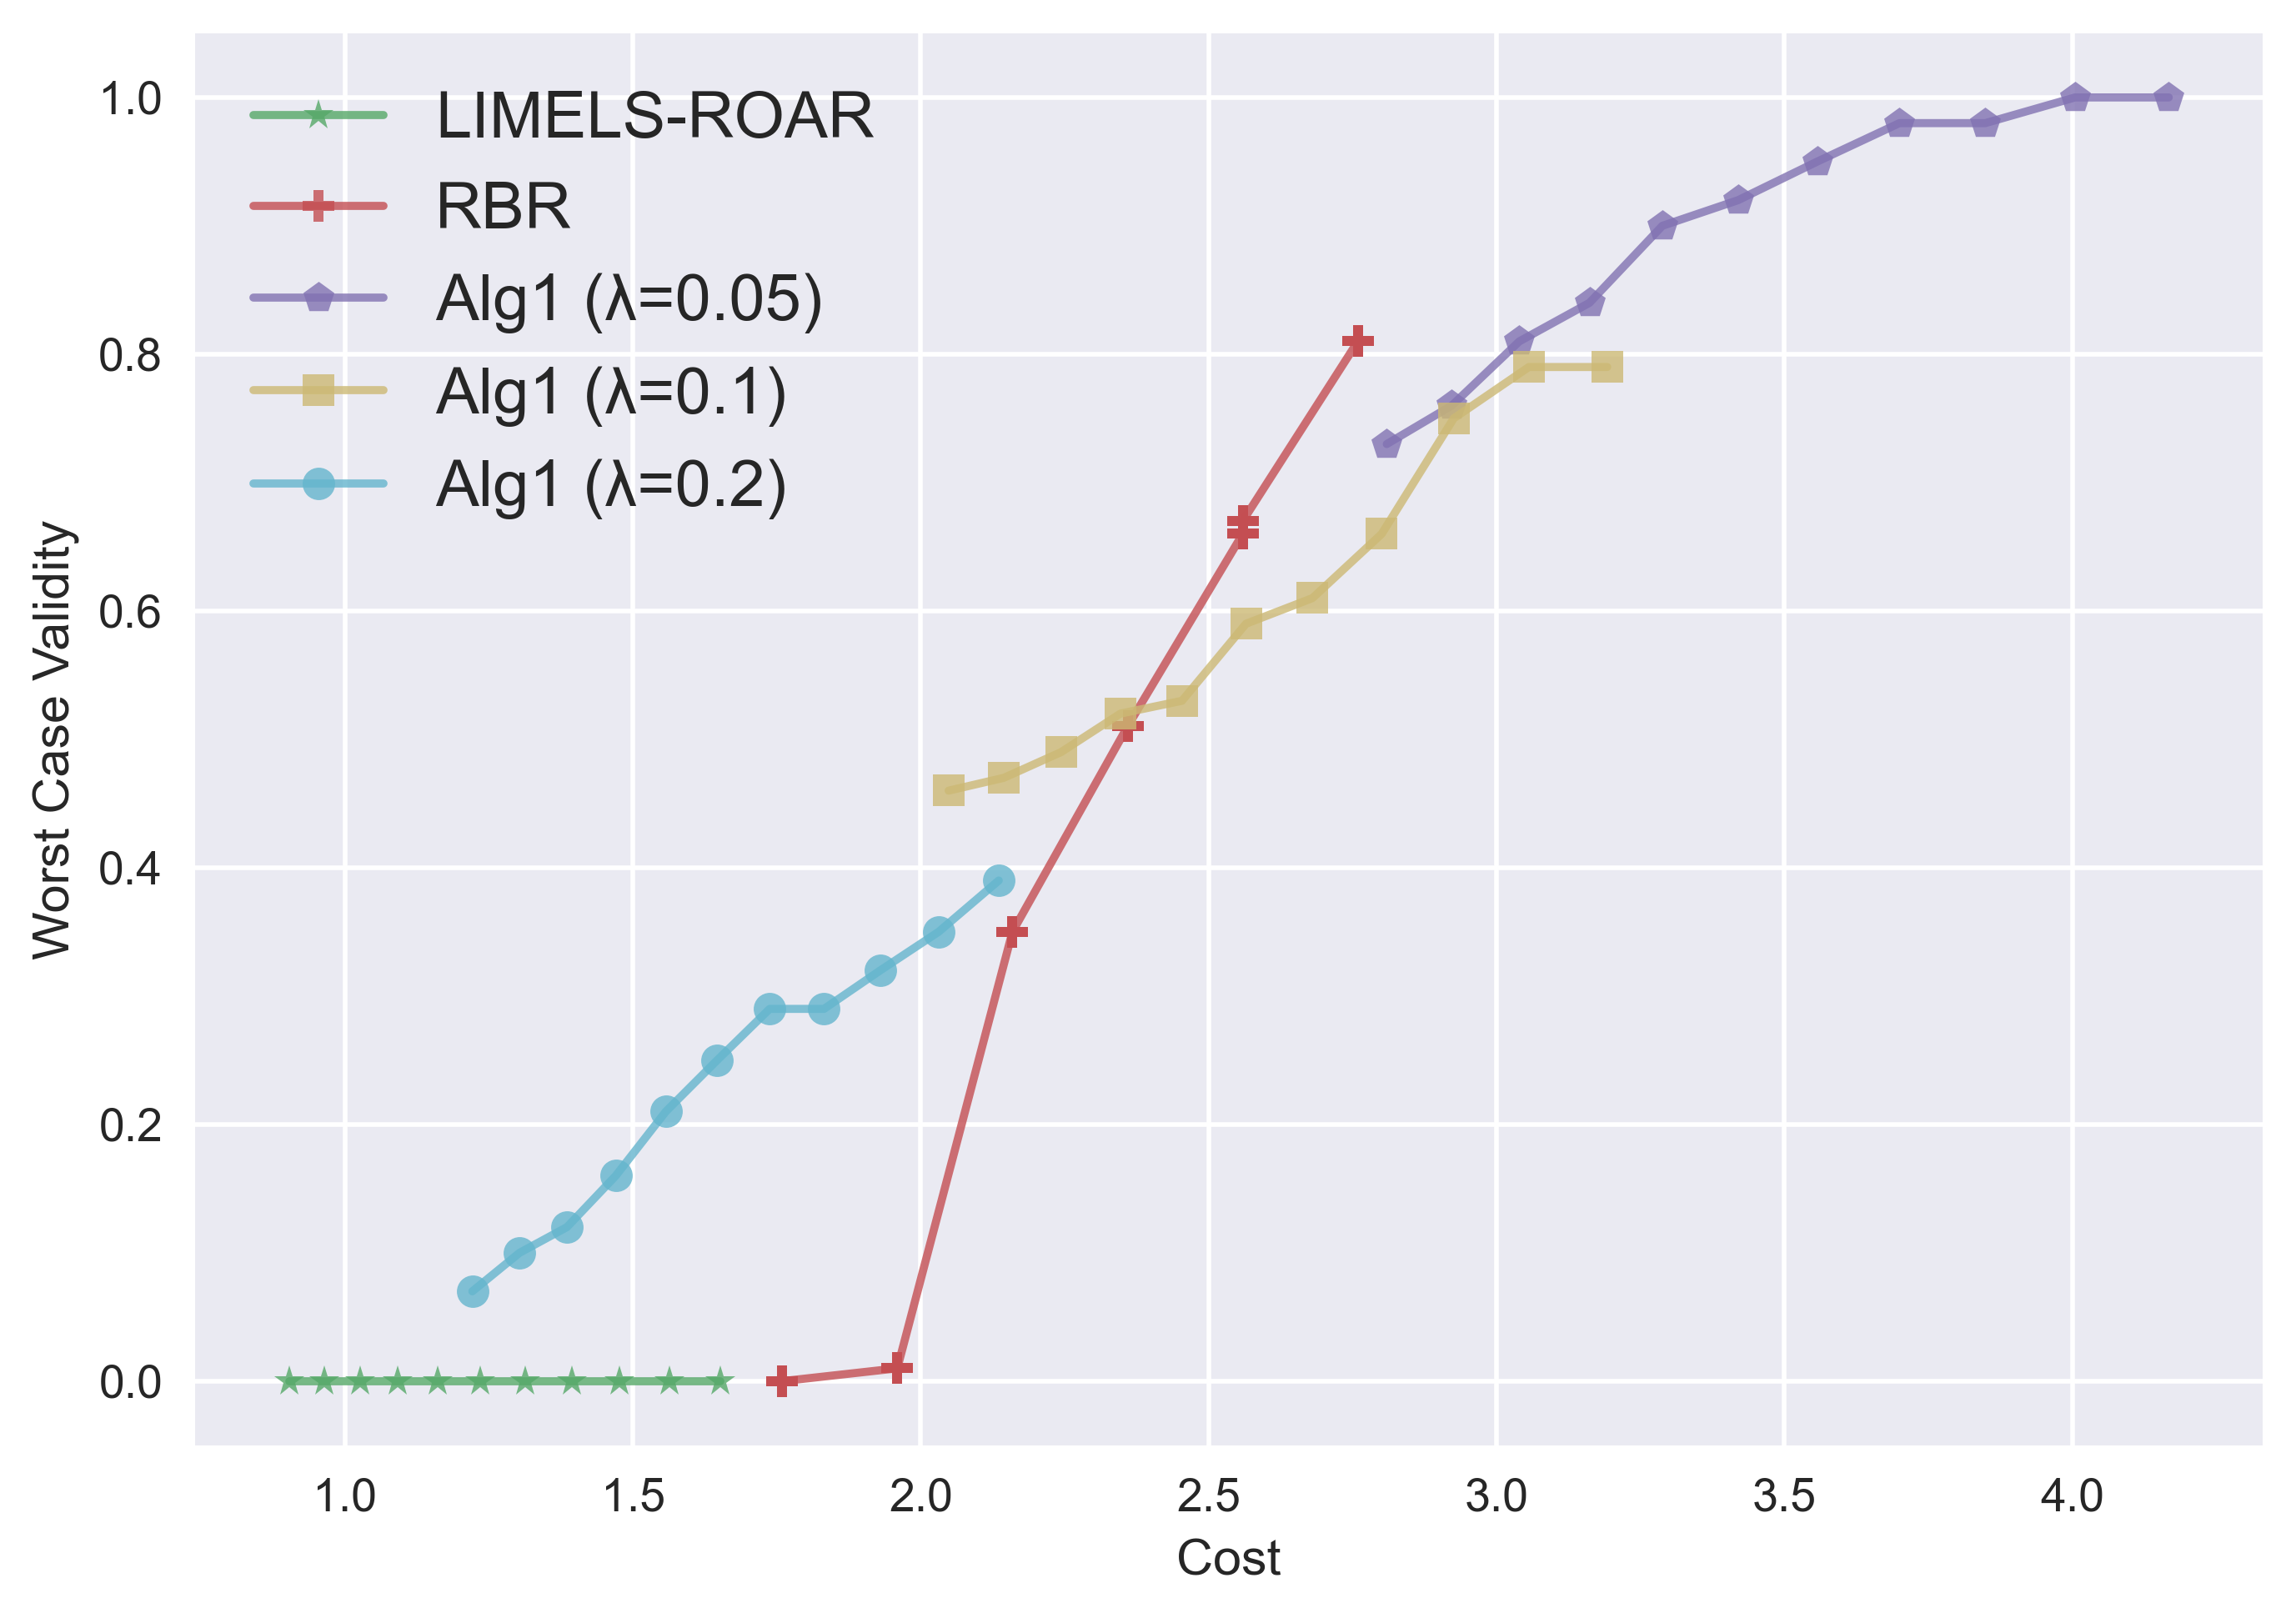 LIMELS-ROAR
RBR
Alg1 (λ=0.05)
Alg1 (λ=0.1)
Alg1 (λ=0.2)
Worst Case Validity
1.0
0.8
0.6
0.4
0.2
0.0
1.0 1.5 2.0 2.5 3.0 3.5 4.0
Cost